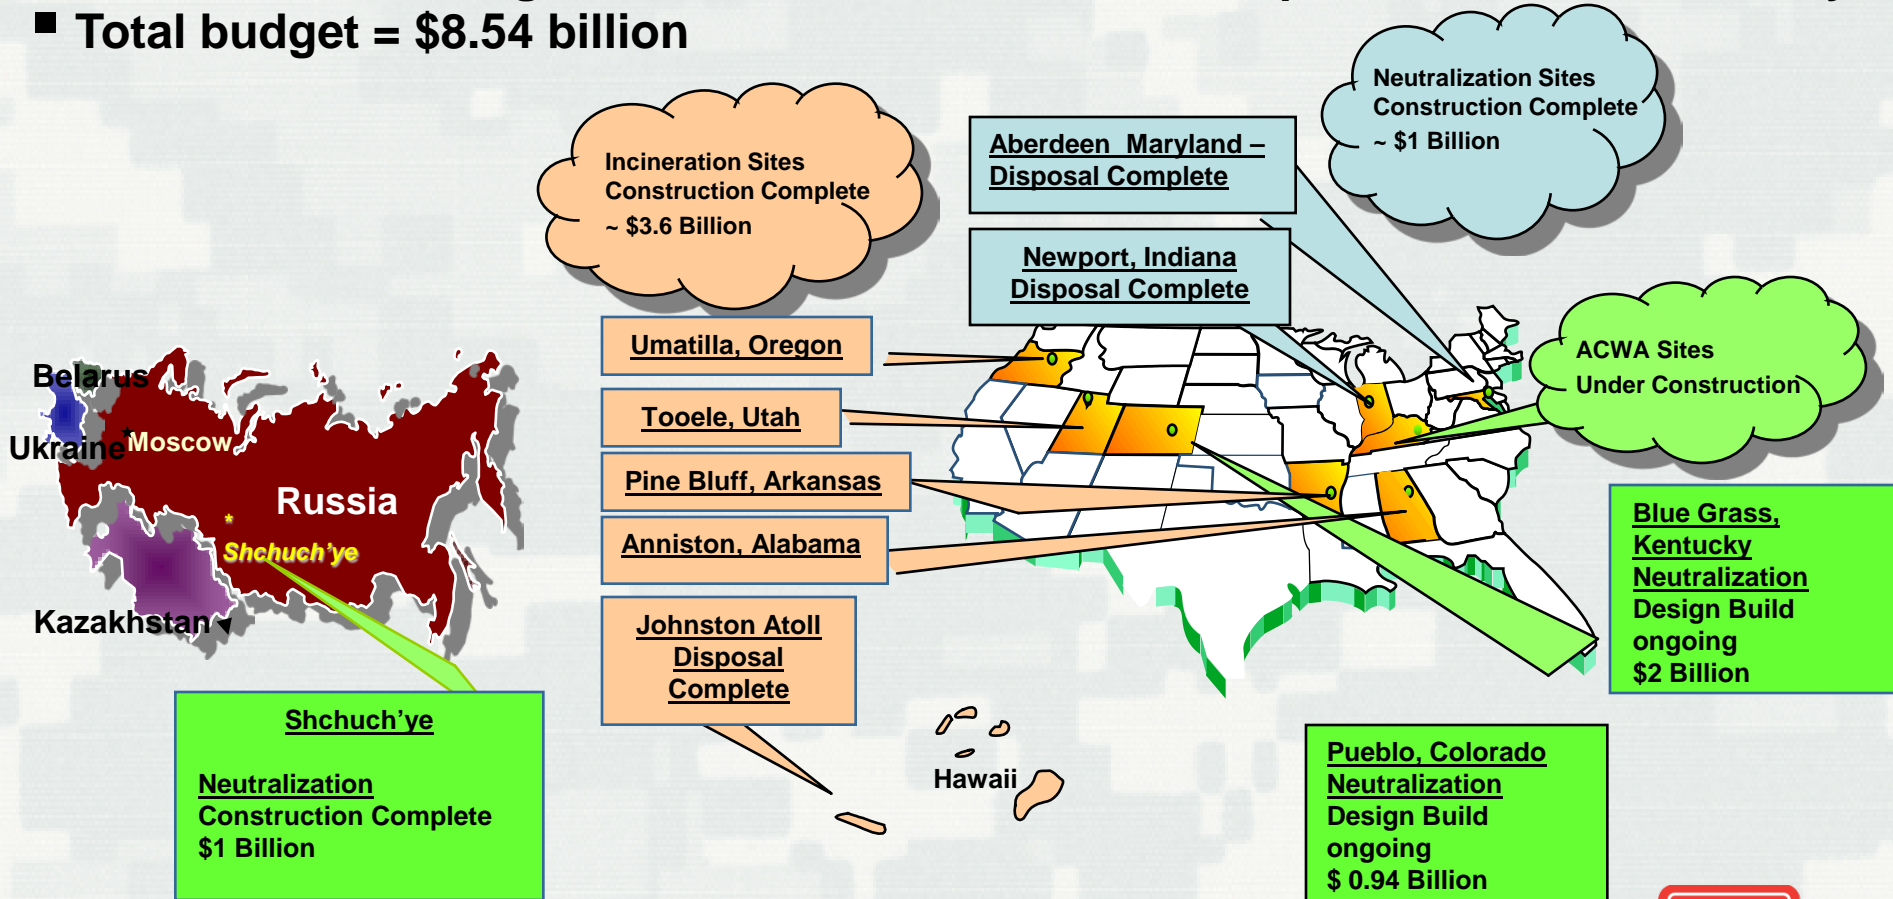 ■ Total budget = $8.54 billion
Neutralization Sites
Construction Complete
~ $1 Billion
Incineration Sites
Construction Complete
~ $3.6 Billion
Aberdeen Maryland –
Disposal Complete
Newport, Indiana
Disposal Complete
Umatilla, Oregon
Tooele, Utah
Pine Bluff, Arkansas
Anniston, Alabama
Johnston Atoll
Disposal
Complete
ACWA Sites
Under Construction
Belarus
Ukraine
Moscow
Russia
*
Shchuch’ye
Kazakhstan
Shchuch’ye
Neutralization
Construction Complete
$1 Billion
Hawaii
Blue Grass,
Kentucky
Neutralization
Design Build
ongoing
$2 Billion
Pueblo, Colorado
Neutralization
Design Build
ongoing
$ 0.94 Billion